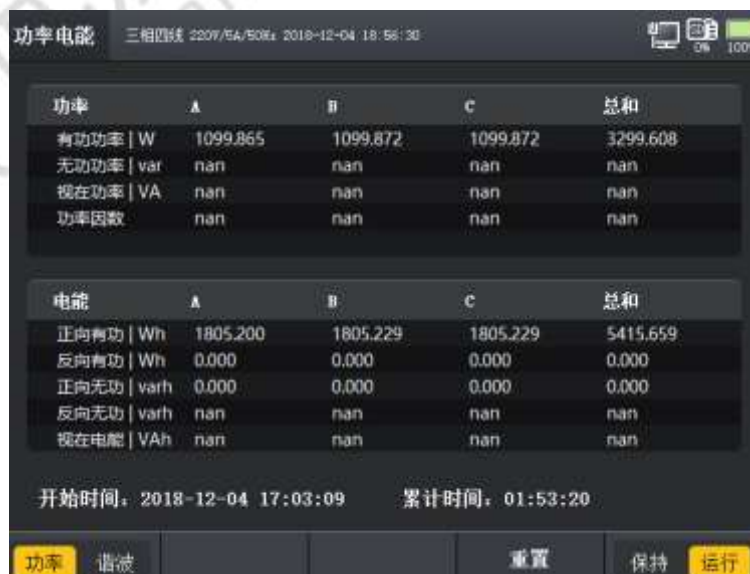 功率电能 三相四线 220V/5A/50Hz 2018-12-04 18:56:30 0% 100%
功率 A B C 总和
有功功率 | W 1099.865 1099.872 1099.872 3299.608
无功功率 | var nan nan nan nan
视在功率 | VA nan nan nan nan
功率因数 nan nan nan nan
电能 A B C 总和
正向有功 | Wh 1805.200 1805.229 1805.229 5415.659
反向有功 | Wh 0.000 0.000 0.000 0.000
正向无功 | varh 0.000 0.000 0.000 0.000
反向无功 | varh nan nan nan nan
视在电能 | VAh nan nan nan nan
开始时间: 2018-12-04 17:03:09 累计时间: 01:53:20
功率 谐波 重置 保持 运行